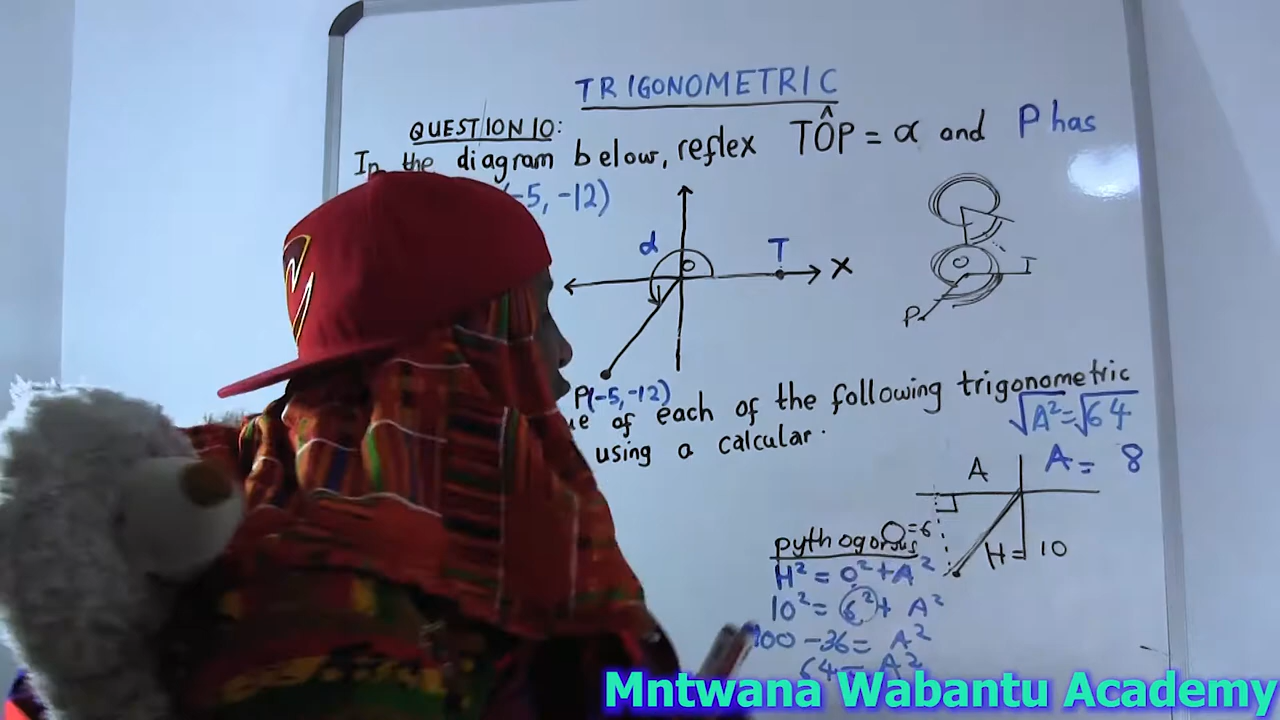 TRIGONOMETRIC
QUESTION 10:
In the diagram below, reflex TÔP = α and P has
(-5, -12)
α
O
T
X
O
T
P
P(-5,-12)
ue of each of the following trigonometric
using a calcular.
√A² = √64
A = 8
A
O=6
H = 10
pythogorus
H² = O² + A²
10² = 6² + A²
100 - 36 = A²
64 = A²
Mntwana Wabantu Academy